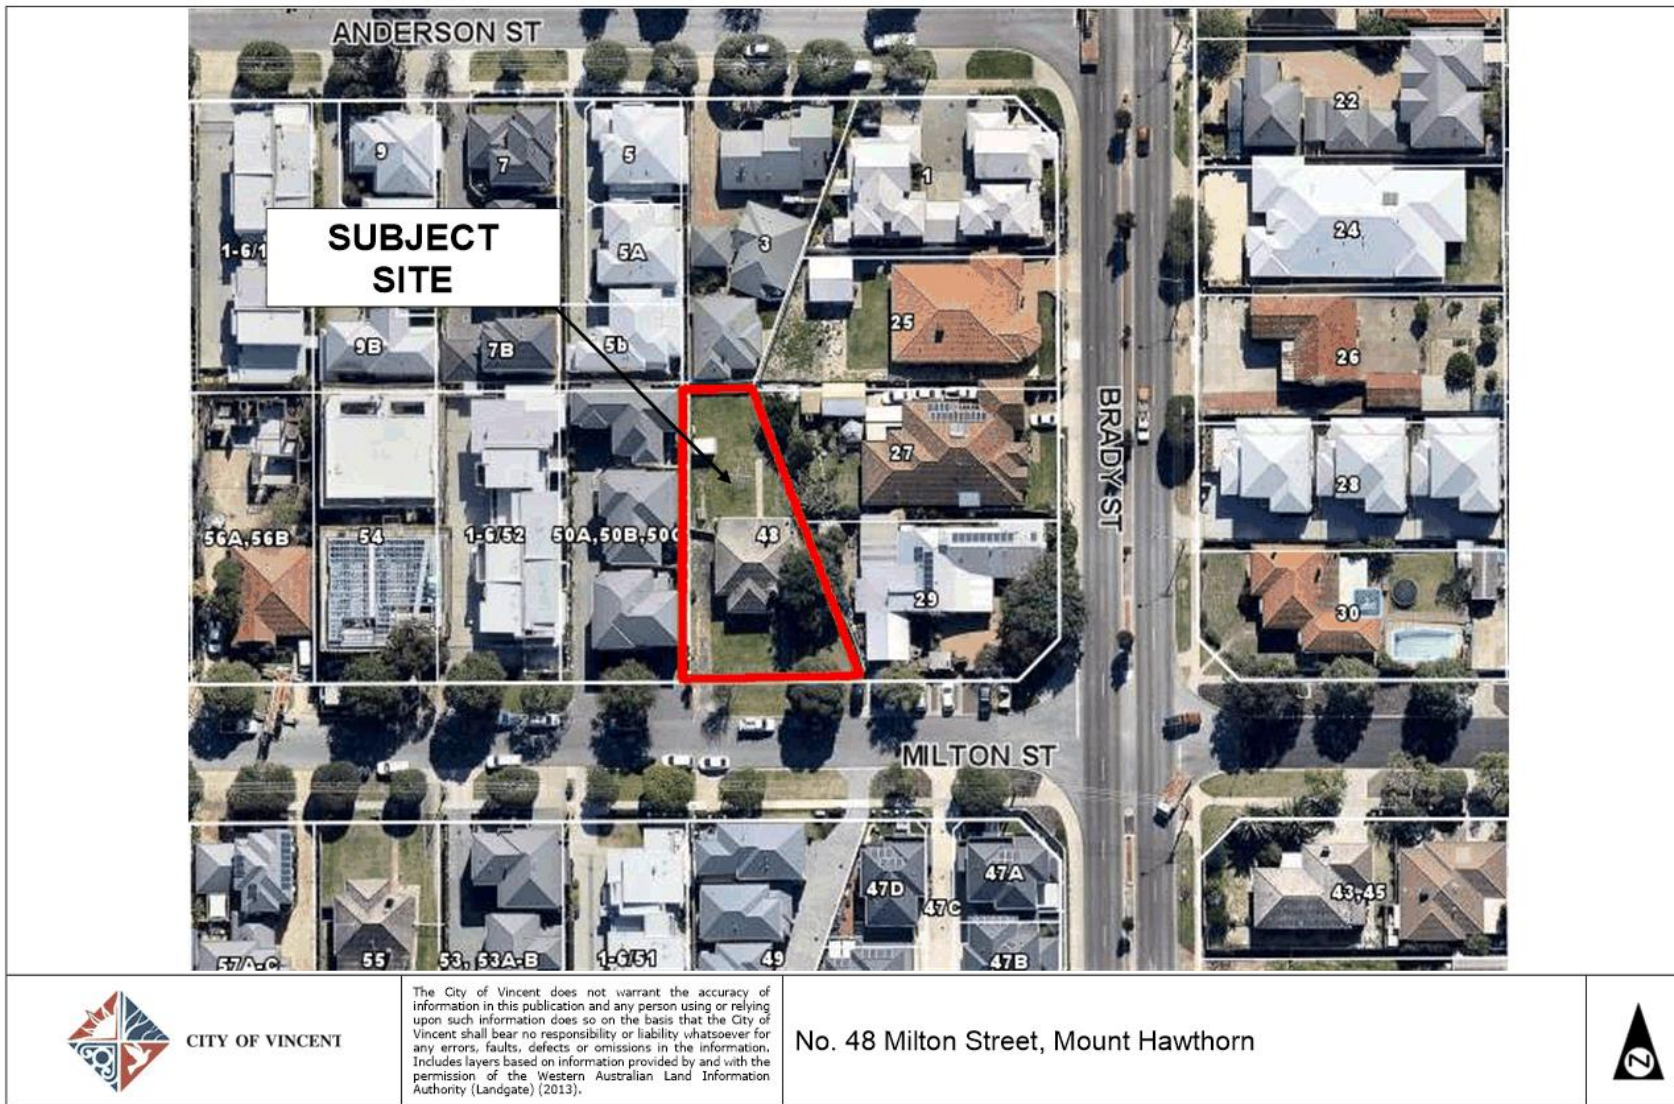 ANDERSON ST
22
9
7
5
1
SUBJECT
SITE
1-6/1
5A
3
24
9B
7B
5b
25
26
BRADY ST
27
28
56A,56B
54
1-6/52
50A,50B,50C
48
29
30
MILTON ST
47D
47A
43,45
47C
57A-C
55
53, 53A-B
1-6/51
49
47B
CITY OF VINCENT
The City of Vincent does not warrant the accuracy of
information in this publication and any person using or relying
upon such information does so on the basis that the City of
Vincent shall bear no responsibility or liability whatsoever for
any errors, faults, defects or omissions in the information.
Includes layers based on information provided by and with the
permission of the Western Australian Land Information
Authority (Landgate) (2013).
No. 48 Milton Street, Mount Hawthorn
N